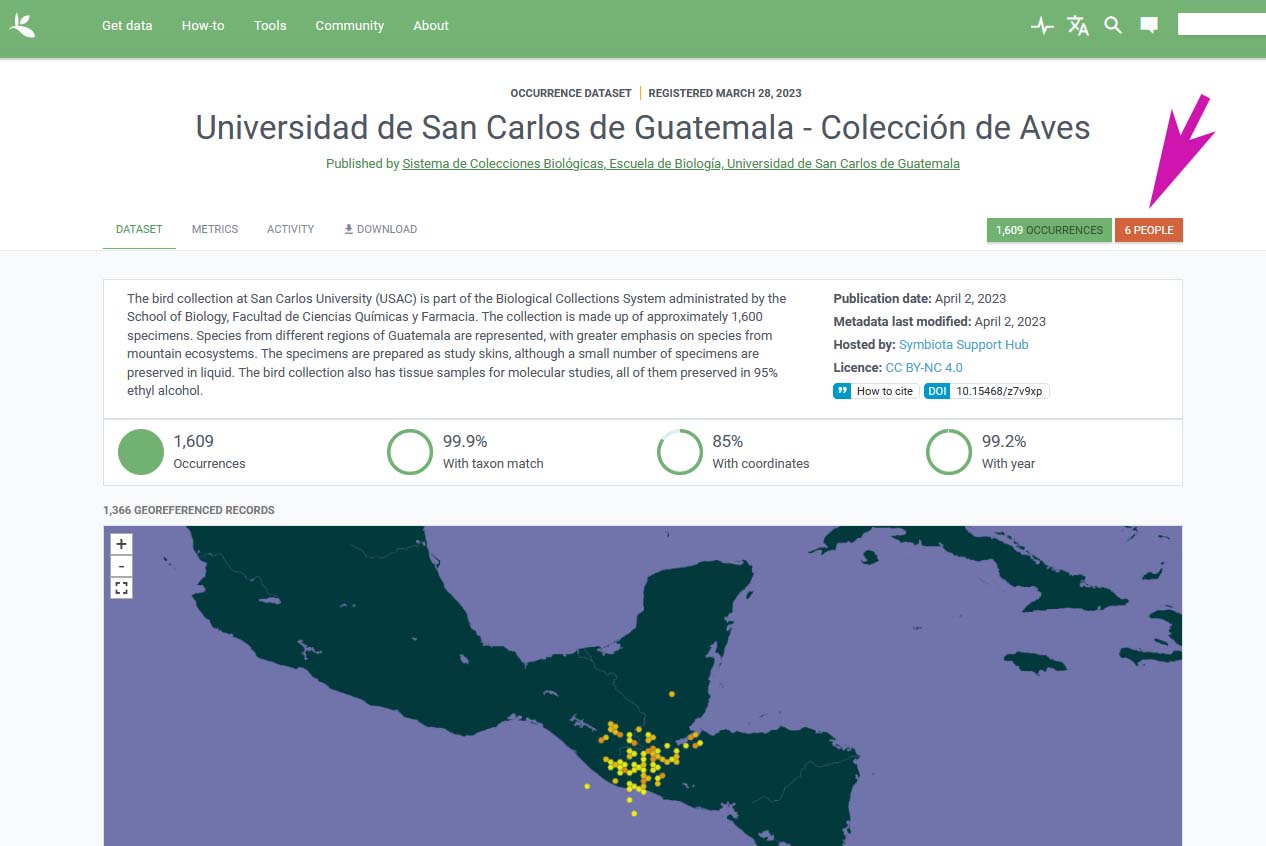 Get data How-to Tools Community About
OCCURRENCE DATASET REGISTERED MARCH 28, 2023
Universidad de San Carlos de Guatemala - Colección de Aves
Published by Sistema de Colecciones Biológicas, Escuela de Biología, Universidad de San Carlos de Guatemala
DATASET METRICS ACTIVITY DOWNLOAD
1,609 OCCURRENCES 6 PEOPLE
The bird collection at San Carlos University (USAC) is part of the Biological Collections System administrated by the
School of Biology, Facultad de Ciencias Químicas y Farmacia. The collection is made up of approximately 1,600
specimens. Species from different regions of Guatemala are represented, with greater emphasis on species from
mountain ecosystems. The specimens are prepared as study skins, although a small number of specimens are
preserved in liquid. The bird collection also has tissue samples for molecular studies, all of them preserved in 95%
ethyl alcohol.
Publication date: April 2, 2023
Metadata last modified: April 2, 2023
Hosted by: Symbiota Support Hub
Licence: CC BY-NC 4.0
How to cite DOI 10.15468/z7v9xp
1,609
Occurrences
99.9%
With taxon match
85%
With coordinates
99.2%
With year
1,366 GEOREFERENCED RECORDS
+
-